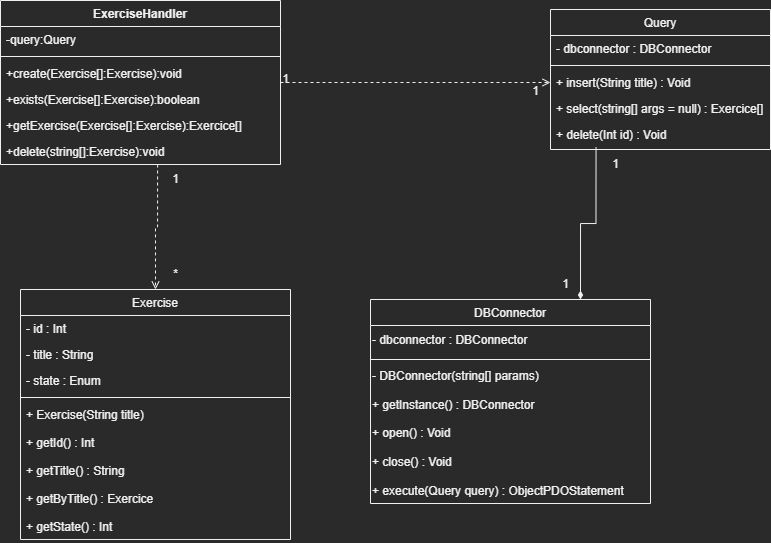 ExerciseHandler
-query:Query
+create(Exercise[]:Exercise):void
+exists(Exercise[]:Exercise):boolean
+getExercise(Exercise[]:Exercise):Exercice[]
+delete(string[]:Exercise):void
1
1
Query
- dbconnector : DBConnector
+ insert(String title) : Void
+ select(string[] args = null) : Exercice[]
+ delete(Int id) : Void
1
*
Exercise
- id : Int
- title : String
- state : Enum
+ Exercise(String title)
+ getId() : Int
+ getTitle() : String
+ getByTitle() : Exercice
+ getState() : Int
1
1
DBConnector
- dbconnector : DBConnector
- DBConnector(string[] params)
+ getInstance() : DBConnector
+ open() : Void
+ close() : Void
+ execute(Query query) : ObjectPDOStatement